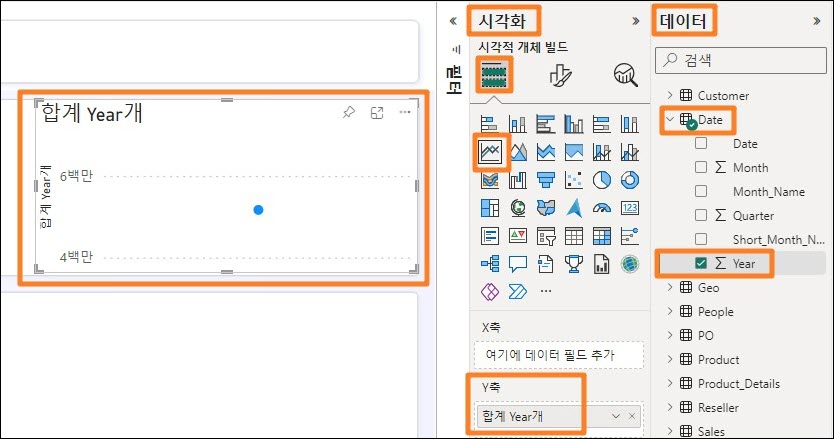 합계 Year개
합계 Year개
6백만
4백만
필터
시각화
시각적 개체 빌드
123
X축
여기에 데이터 필드 추가
Y축
합계 Year개
데이터
검색
Customer
Date
Date
Month
Month_Name
Quarter
Short_Month_N...
Year
Geo
People
PO
Product
Product_Details
Reseller
Sales